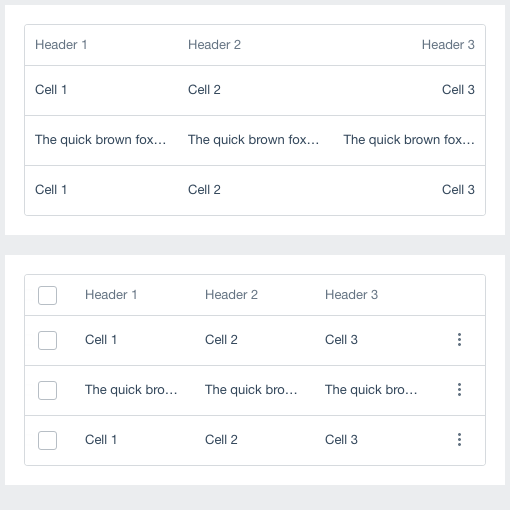 Header 1 Header 2 Header 3
Cell 1 Cell 2 Cell 3
The quick brown fox… The quick brown fox… The quick brown fox…
Cell 1 Cell 2 Cell 3
Header 1 Header 2 Header 3
Cell 1 Cell 2 Cell 3
The quick bro… The quick bro… The quick bro…
Cell 1 Cell 2 Cell 3